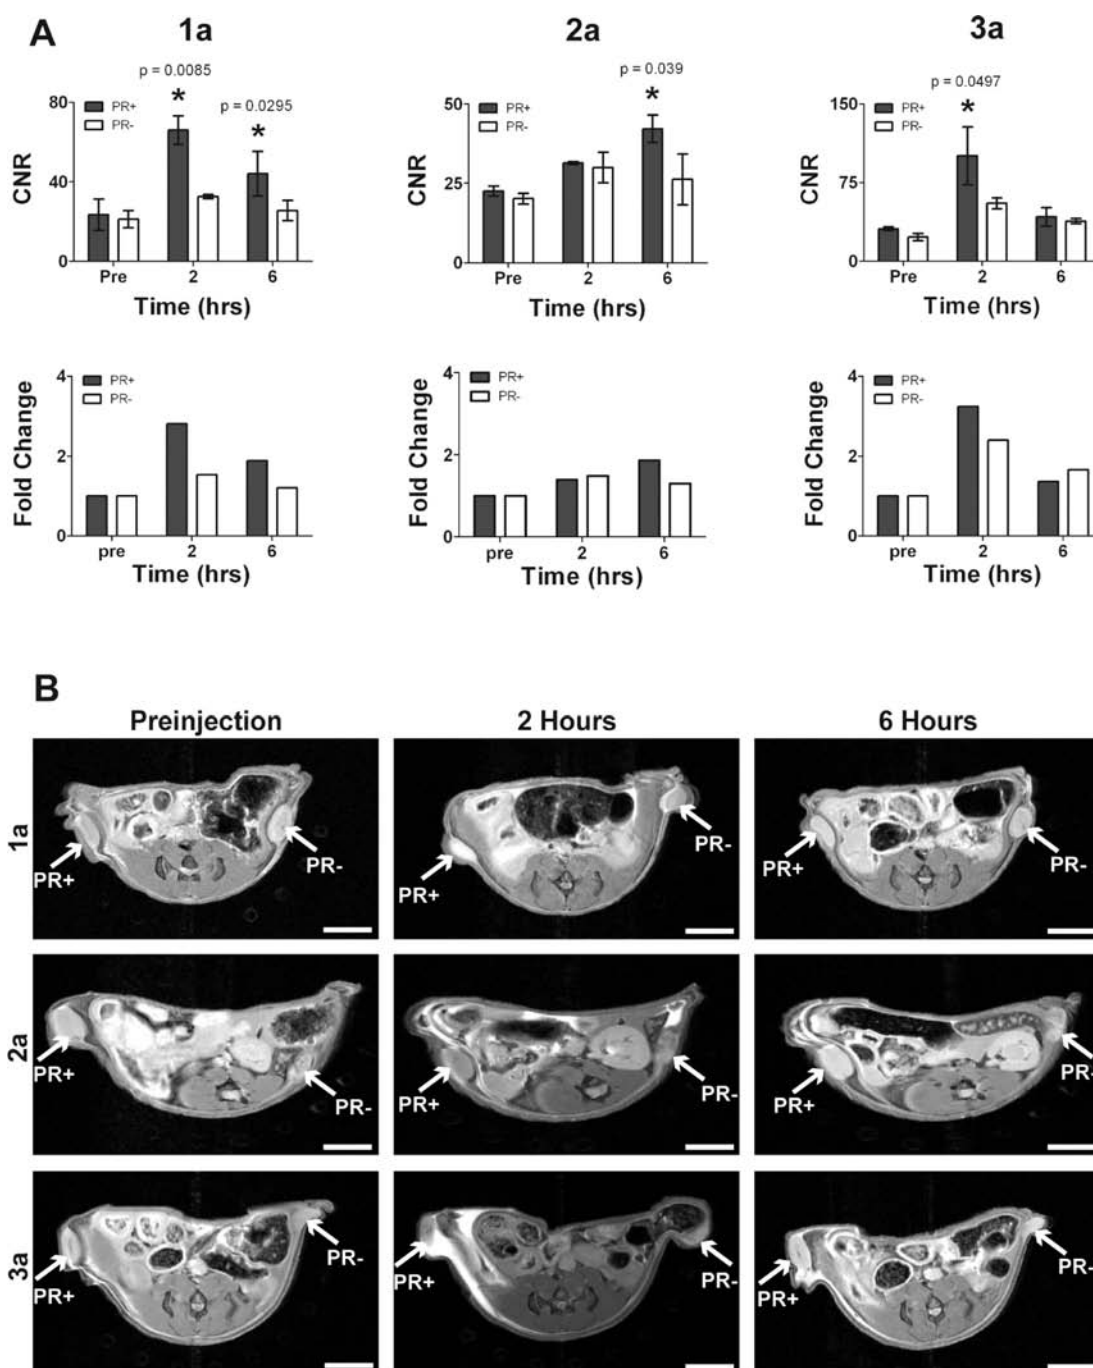 A
1a
2a
3a
p = 0.0085
p = 0.0295
p = 0.039
p = 0.0497
*
*
*
*
80
40
0
CNR
PR+
PR-
Pre
2
6
Time (hrs)
50
25
0
CNR
PR+
PR-
Pre
2
6
Time (hrs)
150
75
0
CNR
PR+
PR-
Pre
2
6
Time (hrs)
4
2
0
Fold Change
PR+
PR-
pre
2
6
Time (hrs)
4
2
0
Fold Change
PR+
PR-
pre
2
6
Time (hrs)
4
2
0
Fold Change
PR+
PR-
pre
2
6
Time (hrs)
B
Preinjection
2 Hours
6 Hours
1a
PR+
PR-
PR+
PR-
PR+
PR-
2a
PR+
PR-
PR+
PR-
PR+
PR-
3a
PR+
PR-
PR+
PR-
PR+
PR-